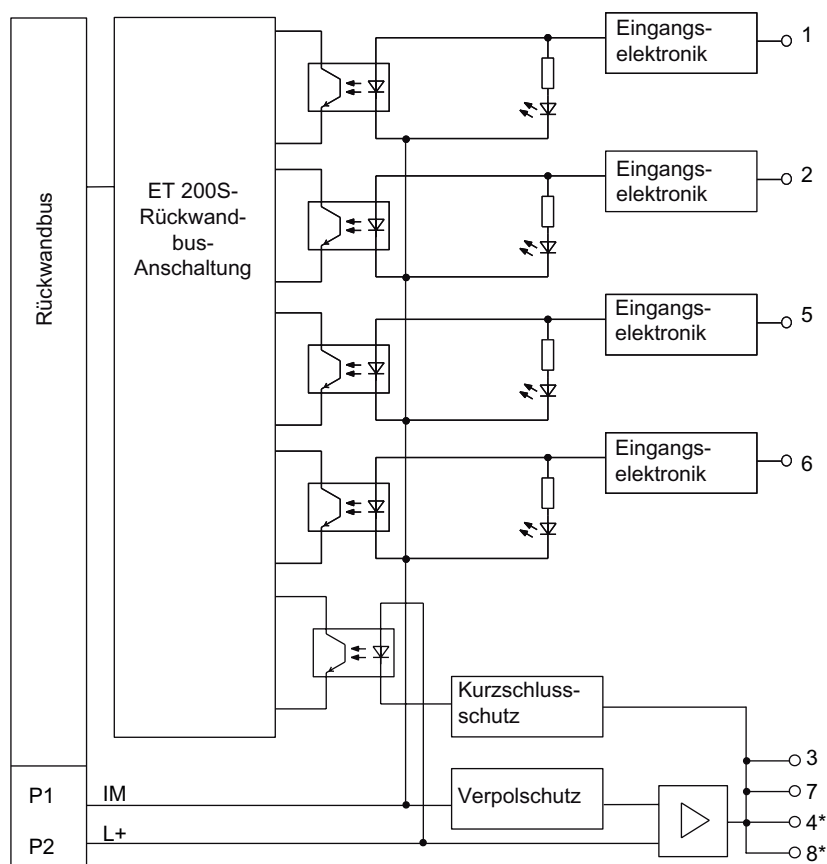 Eingangs-
elektronik
1
Eingangs-
elektronik
2
Rückwandbus
ET 200S-
Rückwand-
bus-
Anschaltung
Eingangs-
elektronik
5
Eingangs-
elektronik
6
Kurzschluss-
schutz
3
P1
IM
Verpolschutz
7
4*
P2
L+
8*